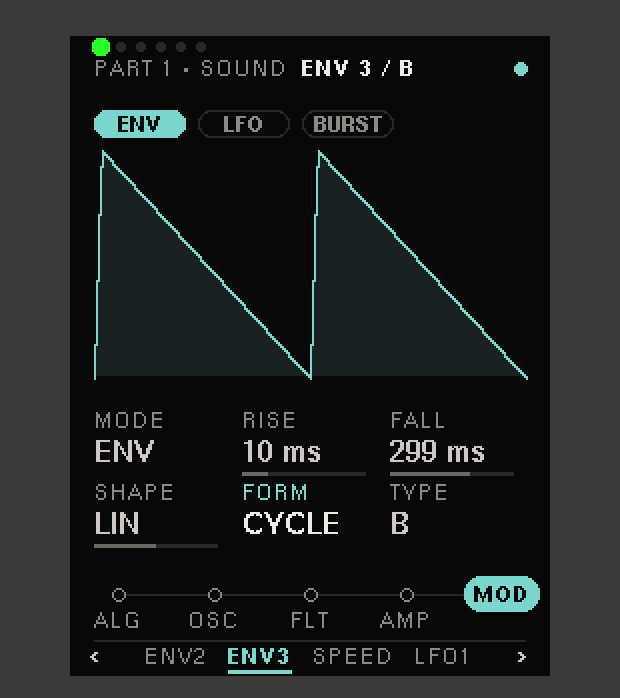 PART 1 · SOUND ENV 3 / B
ENV LFO BURST
MODE RISE FALL
ENV 10 ms 299 ms
SHAPE FORM TYPE
LIN CYCLE B
MOD
ALG OSC FLT AMP
< ENV2 ENV3 SPEED LFO1 >